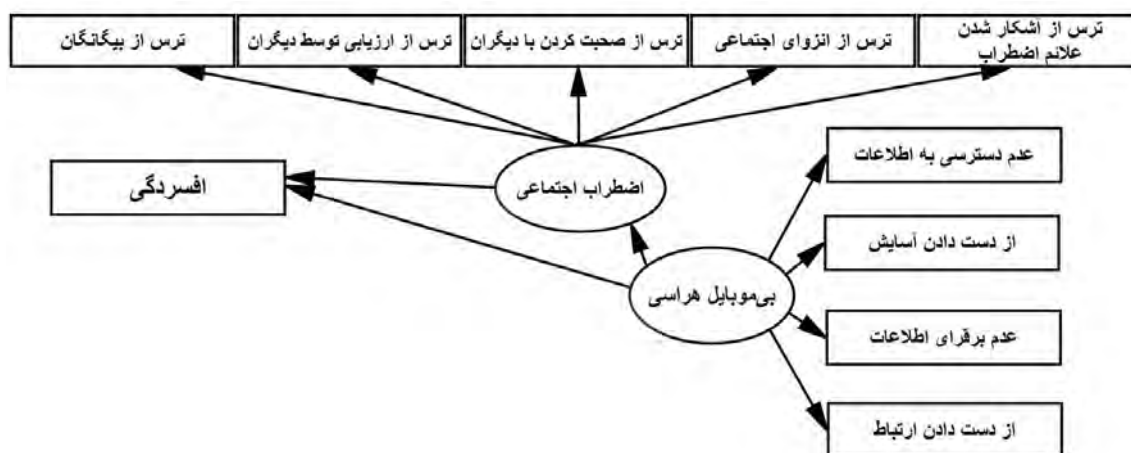 ترس از آشکار شدن
علائم اضطراب
ترس از انزوای اجتماعی
ترس از صحبت کردن با دیگران
ترس از ارزیابی توسط دیگران
ترس از بیگانگان
عدم دسترسی به اطلاعات
اضطراب اجتماعی
افسردگی
از دست دادن آسایش
بی‌موبایل هراسی
عدم برقرای اطلاعات
از دست دادن ارتباط